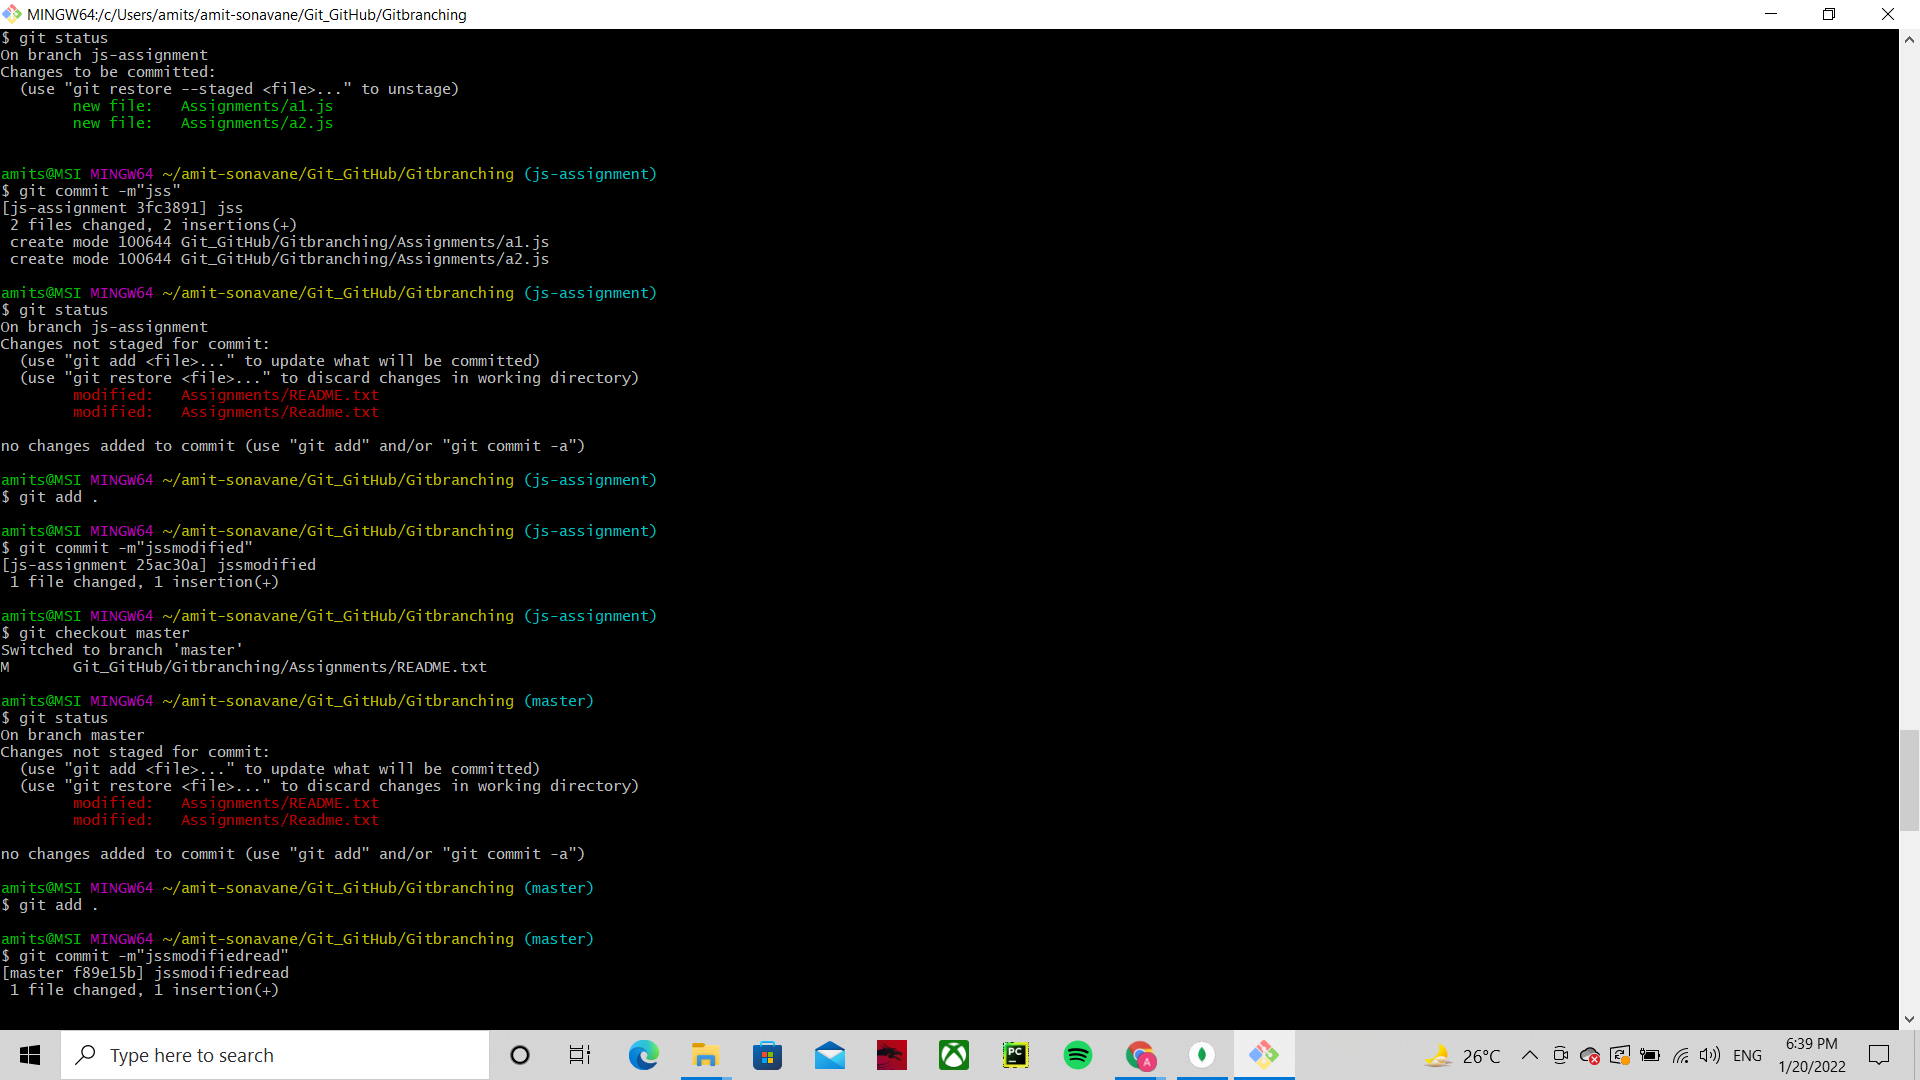 MINGW64:/c/Users/amits/amit-sonavane/Git_GitHub/Gitbranching
$ git status
On branch js-assignment
Changes to be committed:
  (use "git restore --staged <file>..." to unstage)
        new file:   Assignments/a1.js
        new file:   Assignments/a2.js
amits@MSI MINGW64 ~/amit-sonavane/Git_GitHub/Gitbranching (js-assignment)
$ git commit -m"jss"
[js-assignment 3fc3891] jss
 2 files changed, 2 insertions(+)
 create mode 100644 Git_GitHub/Gitbranching/Assignments/a1.js
 create mode 100644 Git_GitHub/Gitbranching/Assignments/a2.js
amits@MSI MINGW64 ~/amit-sonavane/Git_GitHub/Gitbranching (js-assignment)
$ git status
On branch js-assignment
Changes not staged for commit:
  (use "git add <file>..." to update what will be committed)
  (use "git restore <file>..." to discard changes in working directory)
        modified:   Assignments/README.txt
        modified:   Assignments/Readme.txt
no changes added to commit (use "git add" and/or "git commit -a")
amits@MSI MINGW64 ~/amit-sonavane/Git_GitHub/Gitbranching (js-assignment)
$ git add .
amits@MSI MINGW64 ~/amit-sonavane/Git_GitHub/Gitbranching (js-assignment)
$ git commit -m"jssmodified"
[js-assignment 25ac30a] jssmodified
 1 file changed, 1 insertion(+)
amits@MSI MINGW64 ~/amit-sonavane/Git_GitHub/Gitbranching (js-assignment)
$ git checkout master
Switched to branch 'master'
M       Git_GitHub/Gitbranching/Assignments/README.txt
amits@MSI MINGW64 ~/amit-sonavane/Git_GitHub/Gitbranching (master)
$ git status
On branch master
Changes not staged for commit:
  (use "git add <file>..." to update what will be committed)
  (use "git restore <file>..." to discard changes in working directory)
        modified:   Assignments/README.txt
        modified:   Assignments/Readme.txt
no changes added to commit (use "git add" and/or "git commit -a")
amits@MSI MINGW64 ~/amit-sonavane/Git_GitHub/Gitbranching (master)
$ git add .
amits@MSI MINGW64 ~/amit-sonavane/Git_GitHub/Gitbranching (master)
$ git commit -m"jssmodifiedread"
[master f89e15b] jssmodifiedread
 1 file changed, 1 insertion(+)
Type here to search
PC
A
26°C
ENG
6:39 PM
1/20/2022